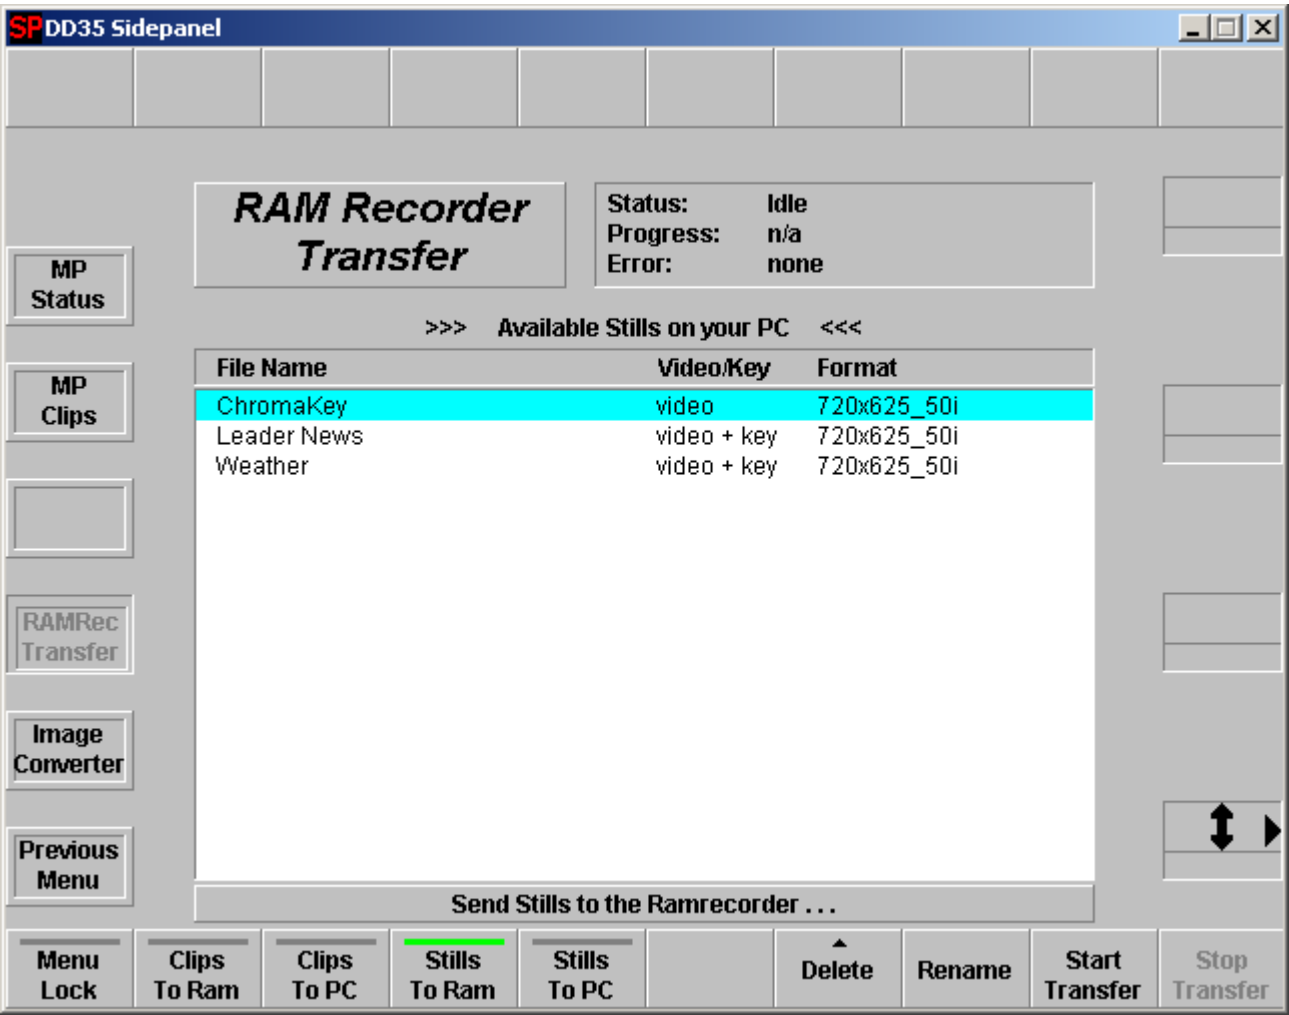 SP DD35 Sidepanel
RAM Recorder
Transfer
Status: Idle
Progress: n/a
Error: none
MP
Status
>>> Available Stills on your PC <<<
File Name Video/Key Format
MP
Clips
ChromaKey video 720x625_50i
Leader News video + key 720x625_50i
Weather video + key 720x625_50i
RAMRec
Transfer
Image
Converter
Previous
Menu
Send Stills to the Ramrecorder . . .
Menu
Lock
Clips
To Ram
Clips
To PC
Stills
To Ram
Stills
To PC
Delete
Rename
Start
Transfer
Stop
Transfer